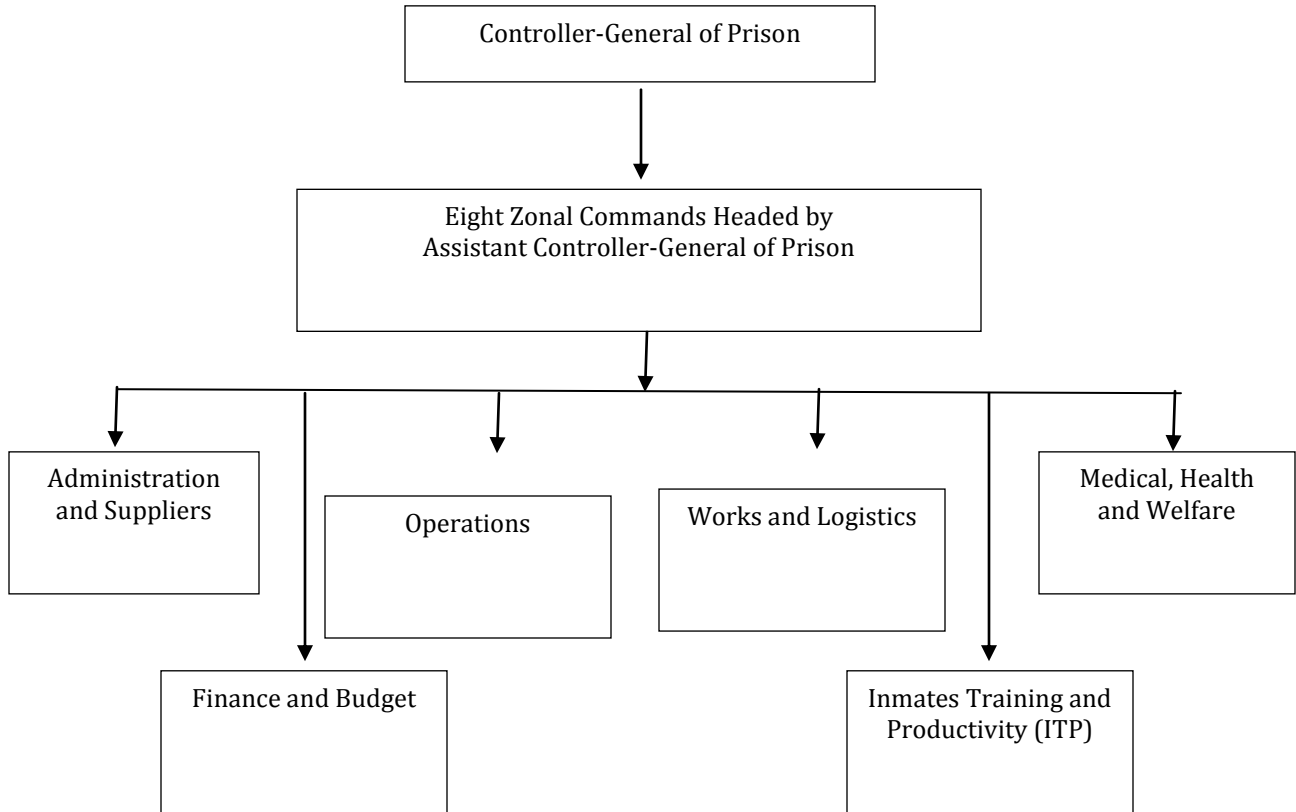 Controller-General of Prison
Eight Zonal Commands Headed by
Assistant Controller-General of Prison
Administration
and Suppliers
Operations
Works and Logistics
Medical, Health
and Welfare
Finance and Budget
Inmates Training and
Productivity (ITP)